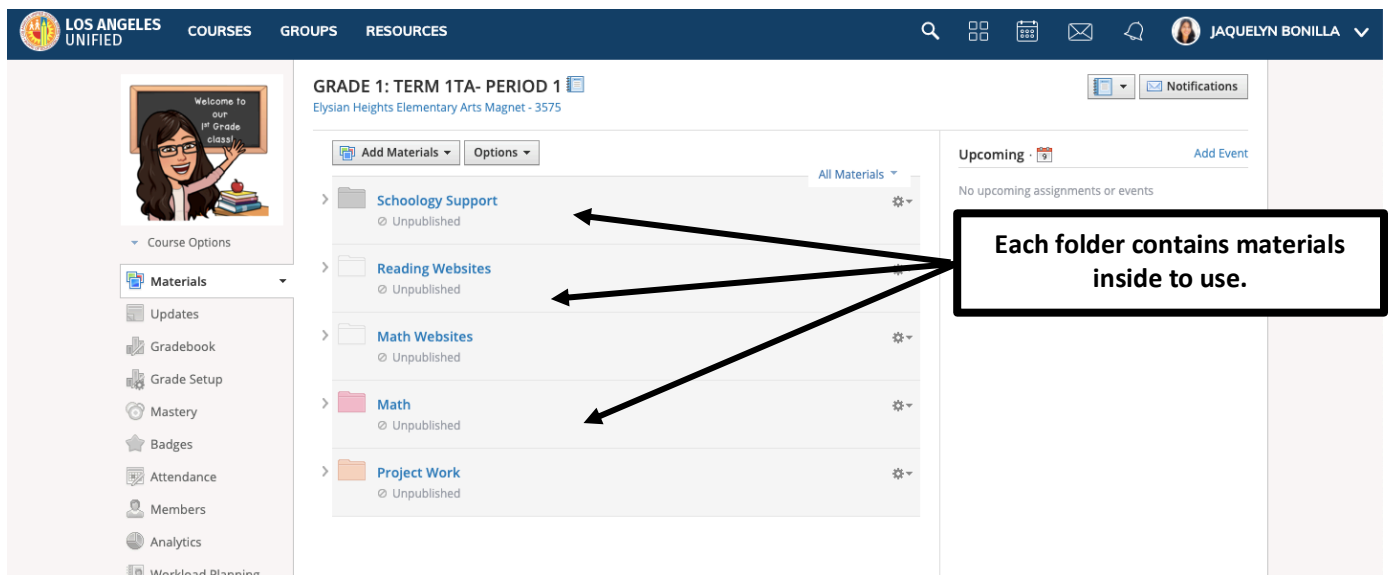 LOS ANGELES
UNIFIED
COURSES
GROUPS
RESOURCES
JAQUELYN BONILLA
Welcome to
our
1st Grade
class!
Course Options
Materials
Updates
Gradebook
Grade Setup
Mastery
Badges
Attendance
Members
Analytics
Workload Planning
GRADE 1: TERM 1TA- PERIOD 1
Elysian Heights Elementary Arts Magnet - 3575
Notifications
Add Materials
Options
All Materials
Schoology Support
Unpublished
Reading Websites
Unpublished
Math Websites
Unpublished
Math
Unpublished
Project Work
Unpublished
Upcoming · 9
Add Event
No upcoming assignments or events
Each folder contains materials
inside to use.